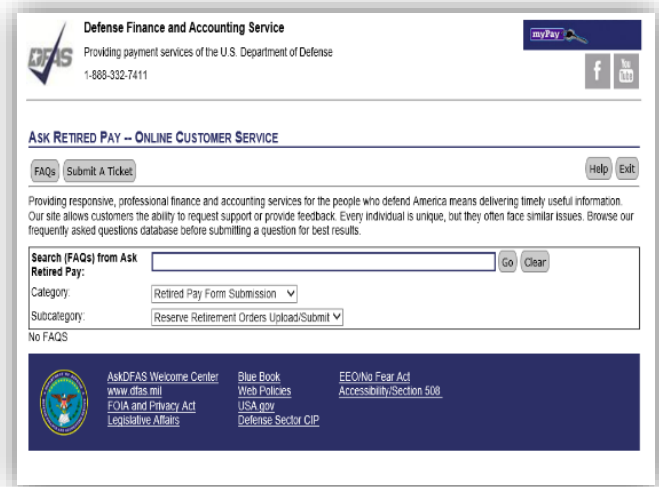 Defense Finance and Accounting Service
Providing payment services of the U.S. Department of Defense
1-888-332-7411
DFAS
myPay
f
You
Tube
ASK RETIRED PAY -- ONLINE CUSTOMER SERVICE
FAQs Submit A Ticket Help Exit
Providing responsive, professional finance and accounting services for the people who defend America means delivering timely useful information.
Our site allows customers the ability to request support or provide feedback. Every individual is unique, but they often face similar issues. Browse our
frequently asked questions database before submitting a question for best results.
Search (FAQs) from Ask
Retired Pay:
Go Clear
Category: Retired Pay Form Submission
Subcategory: Reserve Retirement Orders Upload/Submit
No FAQS
AskDFAS Welcome Center Blue Book EEO/No Fear Act
www.dfas.mil Web Policies Accessibility/Section 508
FOIA and Privacy Act USA.gov
Legislative Affairs Defense Sector CIP